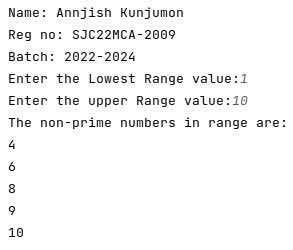 Name: Annjish Kunjumon
Reg no: SJC22MCA-2009
Batch: 2022-2024
Enter the Lowest Range value:1
Enter the upper Range value:10
The non-prime numbers in range are:
4
6
8
9
10